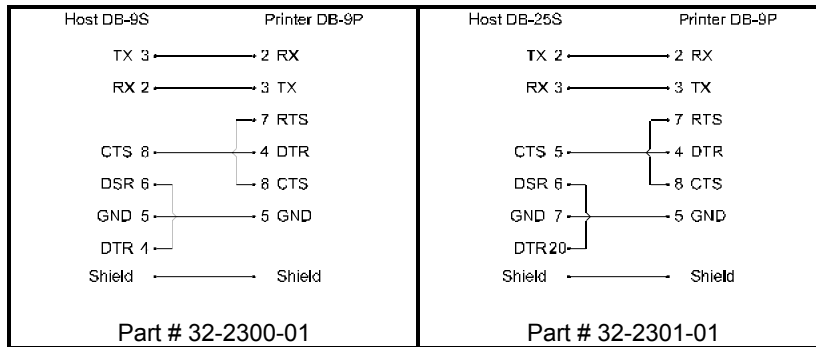 Host DB-9S Printer DB-9P
TX 3 2 RX
RX 2 3 TX
7 RTS
CTS 8 4 DTR
DSR 6 8 CTS
GND 5 5 GND
DTR 4
Shield Shield
Part # 32-2300-01
Host DB-25S Printer DB-9P
TX 2 2 RX
RX 3 3 TX
7 RTS
CTS 5 4 DTR
DSR 6 8 CTS
GND 7 5 GND
DTR20
Shield Shield
Part # 32-2301-01